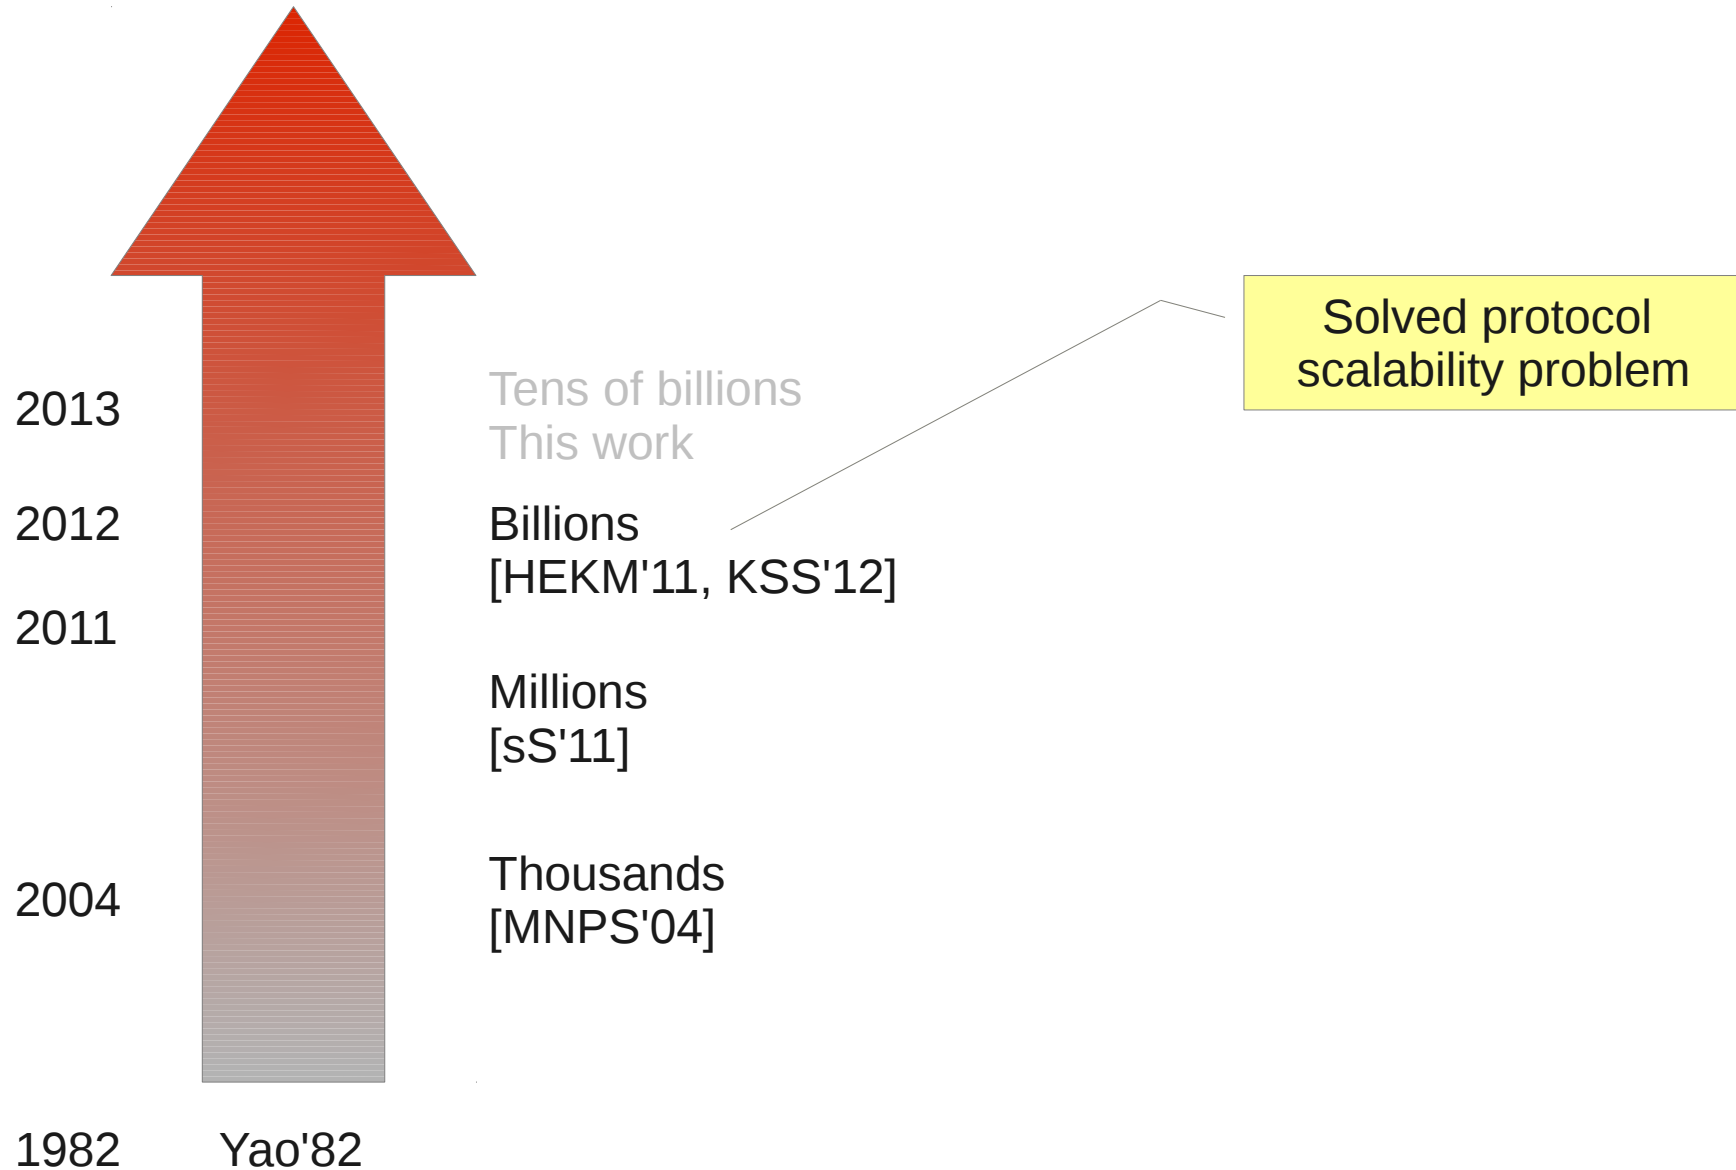 Solved protocol
scalability problem
2013
Tens of billions
This work
2012
Billions
[HEKM'11, KSS'12]
2011
Millions
[sS'11]
2004
Thousands
[MNPS'04]
1982
Yao'82